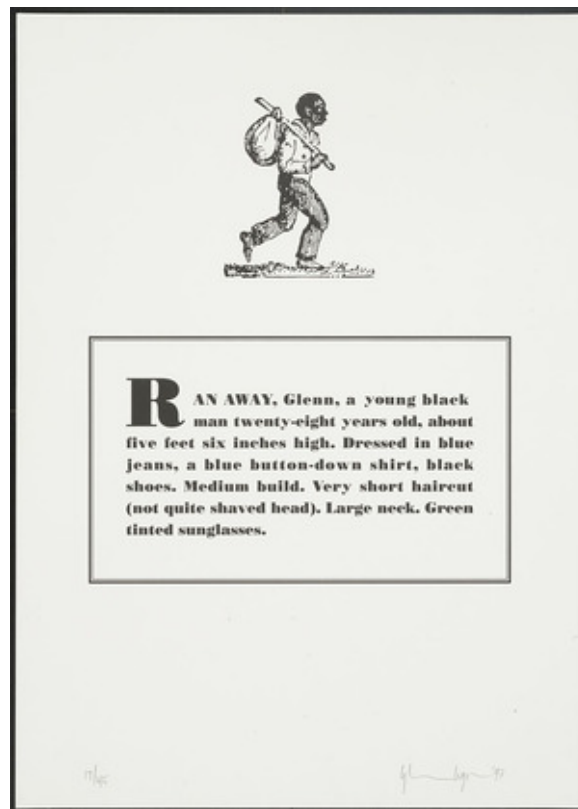 RAN AWAY, Glenn, a young black
man twenty-eight years old, about
five feet six inches high. Dressed in blue
jeans, a blue button-down shirt, black
shoes. Medium build. Very short haircut
(not quite shaved head). Large neck. Green
tinted sunglasses.